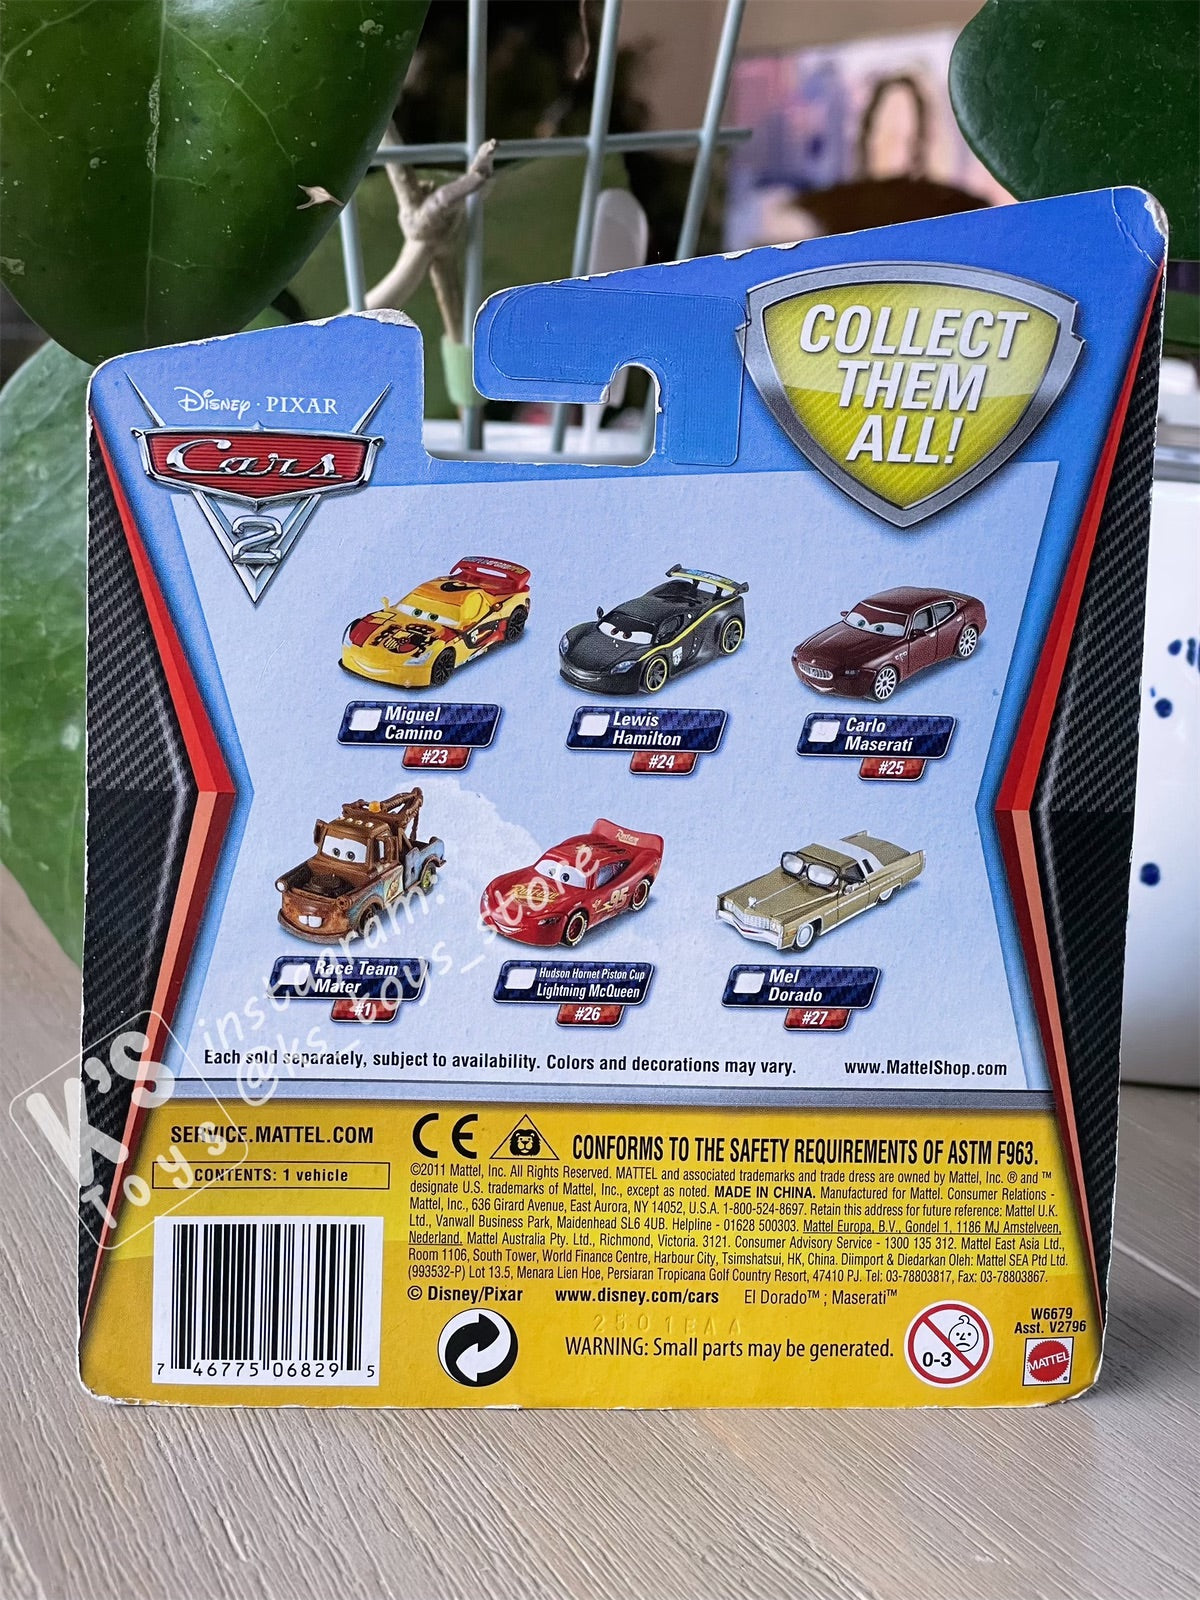 COLLECT
THEM
ALL!
Disney · PIXAR
Cars
2
Miguel
Camino
#23
Lewis
Hamilton
#24
Carlo
Maserati
#25
Race Team
Mater
#1
Hudson Hornet Piston Cup
Lightning McQueen
#26
Mel
Dorado
#27
Each sold separately, subject to availability. Colors and decorations may vary.
www.MattelShop.com
instagram:
@ks_toys_store
K'S
Toys
SERVICE.MATTEL.COM
CONTENTS: 1 vehicle
CE
CONFORMS TO THE SAFETY REQUIREMENTS OF ASTM F963.
©2011 Mattel, Inc. All Rights Reserved. MATTEL and associated trademarks and trade dress are owned by Mattel, Inc. ® and ™
designate U.S. trademarks of Mattel, Inc., except as noted. MADE IN CHINA. Manufactured for Mattel. Consumer Relations -
Mattel, Inc., 636 Girard Avenue, East Aurora, NY 14052, U.S.A. 1-800-524-8697. Retain this address for future reference: Mattel U.K.
Ltd., Vanwall Business Park, Maidenhead SL6 4UB. Helpline - 01628 500303. Mattel Europa, B.V., Gondel 1, 1186 MJ Amstelveen,
Nederland. Mattel Australia Pty. Ltd., Richmond, Victoria. 3121. Consumer Advisory Service - 1300 135 312. Mattel East Asia Ltd.,
Room 1106, South Tower, World Finance Centre, Harbour City, Tsimshatsui, HK, China. Diimport & Diedarkan Oleh: Mattel SEA Ptd Ltd.
(993532-P) Lot 13.5, Menara Lien Hoe, Persiaran Tropicana Golf Country Resort, 47410 PJ. Tel: 03-78803817, Fax: 03-78803867.
© Disney/Pixar www.disney.com/cars El Dorado™ ; Maserati™
WARNING: Small parts may be generated.
0-3
W6679
Asst. V2796
MATTEL
7 46775 06829 5